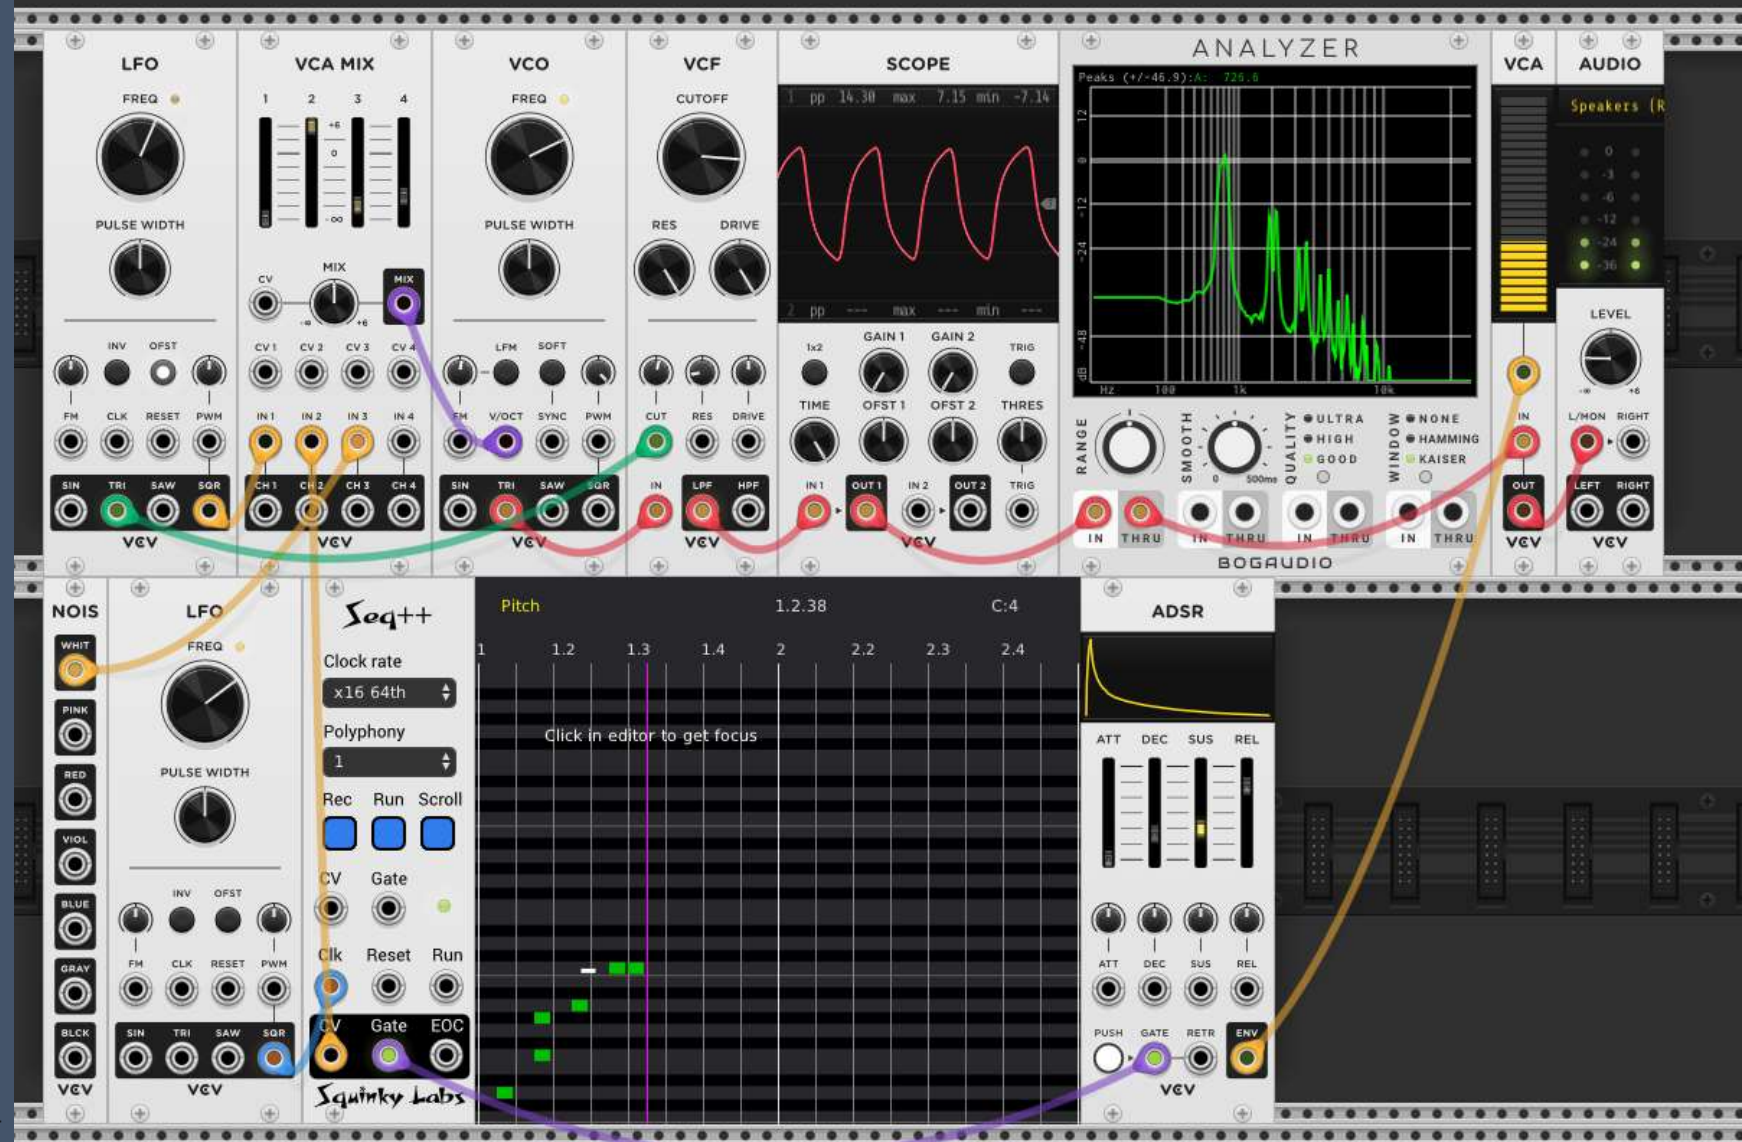 LFO
FREQ
PULSE WIDTH
INV OFST
FM CLK RESET PWM
SIN TRI SAW SQR
VCV
VCA MIX
1 2 3 4
+6
0
-∞
CV MIX MIX
-∞ +6
CV 1 CV 2 CV 3 CV 4
IN 1 IN 2 IN 3 IN 4
CH 1 CH 2 CH 3 CH 4
VCV
VCO
FREQ
PULSE WIDTH
LFM SOFT
FM V/OCT SYNC PWM
SIN TRI SAW SQR
VCV
VCF
CUTOFF
RES DRIVE
CUT RES DRIVE
IN LPF HPF
VCV
SCOPE
1 pp 14.30 max 7.15 min -7.14
2 pp --- max --- min ---
1x2 GAIN 1 GAIN 2 TRIG
TIME OFST 1 OFST 2 THRES
IN 1 OUT 1 IN 2 OUT 2 TRIG
VCV
ANALYZER
Peaks (+/-46.9):A: 726.6
12
0
-12
-24
-48
dB
Hz 100 1k 10k
RANGE
SMOOTH
0 500ms
QUALITY
ULTRA
HIGH
GOOD
WINDOW
NONE
HAMMING
KAISER
IN THRU IN THRU IN THRU IN THRU
BOGAUDIO
VCA
IN
OUT
VCV
AUDIO
Speakers (R
0
-3
-6
-12
-24
-36
LEVEL
-∞ +6
L/MON RIGHT
LEFT RIGHT
VCV
NOIS
WHIT
PINK
RED
VIOL
BLUE
GRAY
BLCK
VCV
LFO
FREQ
PULSE WIDTH
INV OFST
FM CLK RESET PWM
SIN TRI SAW SQR
VCV
Seq++
Clock rate
x16 64th
Polyphony
1
Rec Run Scroll
CV Gate
Clk Reset Run
CV Gate EOC
Squinky Labs
Pitch 1.2.38 C:4
1 1.2 1.3 1.4 2 2.2 2.3 2.4
Click in editor to get focus
ADSR
ATT DEC SUS REL
ATT DEC SUS REL
PUSH GATE RETR ENV
VCV